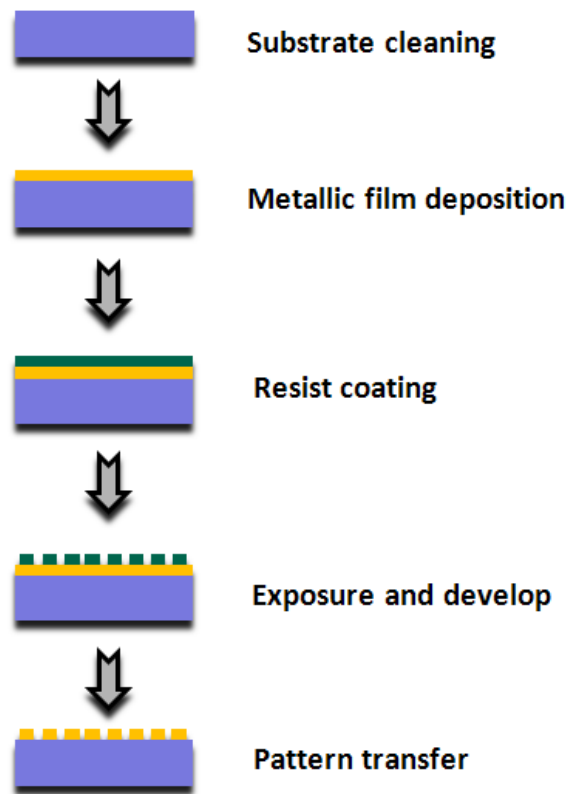 Substrate cleaning
Metallic film deposition
Resist coating
Exposure and develop
Pattern transfer